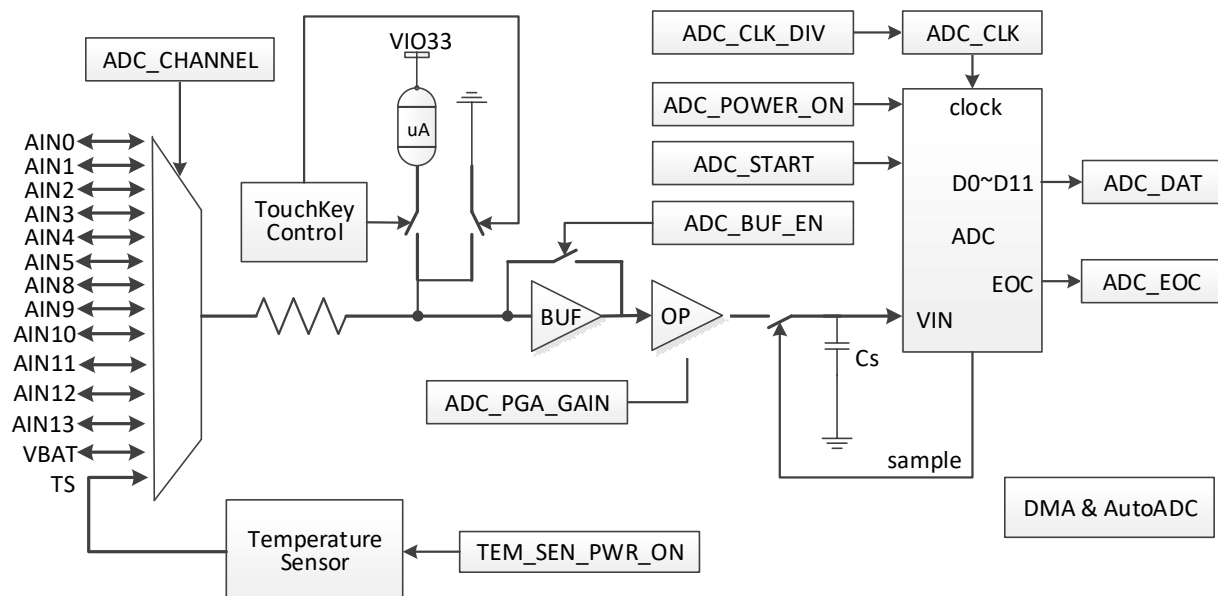 ADC_CHANNEL
VIO33
uA
TouchKey
Control
ADC_CLK_DIV
ADC_CLK
ADC_POWER_ON
clock
ADC_START
D0~D11
ADC_DAT
ADC_BUF_EN
ADC
EOC
ADC_EOC
AIN0
AIN1
AIN2
AIN3
AIN4
AIN5
AIN8
AIN9
AIN10
AIN11
AIN12
AIN13
VBAT
TS
BUF
OP
VIN
Cs
ADC_PGA_GAIN
sample
DMA & AutoADC
Temperature
Sensor
TEM_SEN_PWR_ON